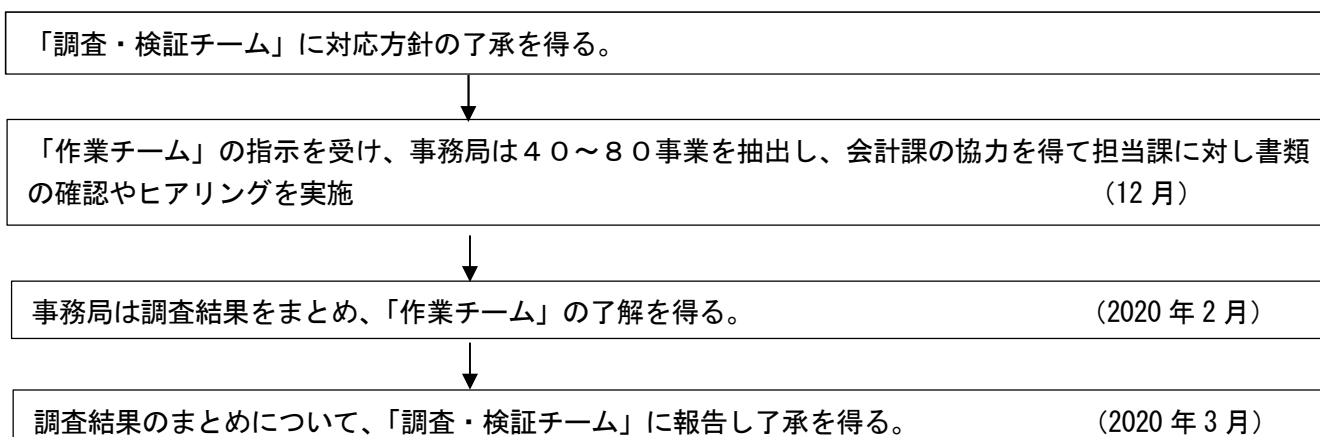 「調査・検証チーム」に対応方針の了承を得る。
「作業チーム」の指示を受け、事務局は４０～８０事業を抽出し、会計課の協力を得て担当課に対し書類
の確認やヒアリングを実施 （12 月）
事務局は調査結果をまとめ、「作業チーム」の了解を得る。 （2020 年 2 月）
調査結果のまとめについて、「調査・検証チーム」に報告し了承を得る。 （2020 年 3 月）